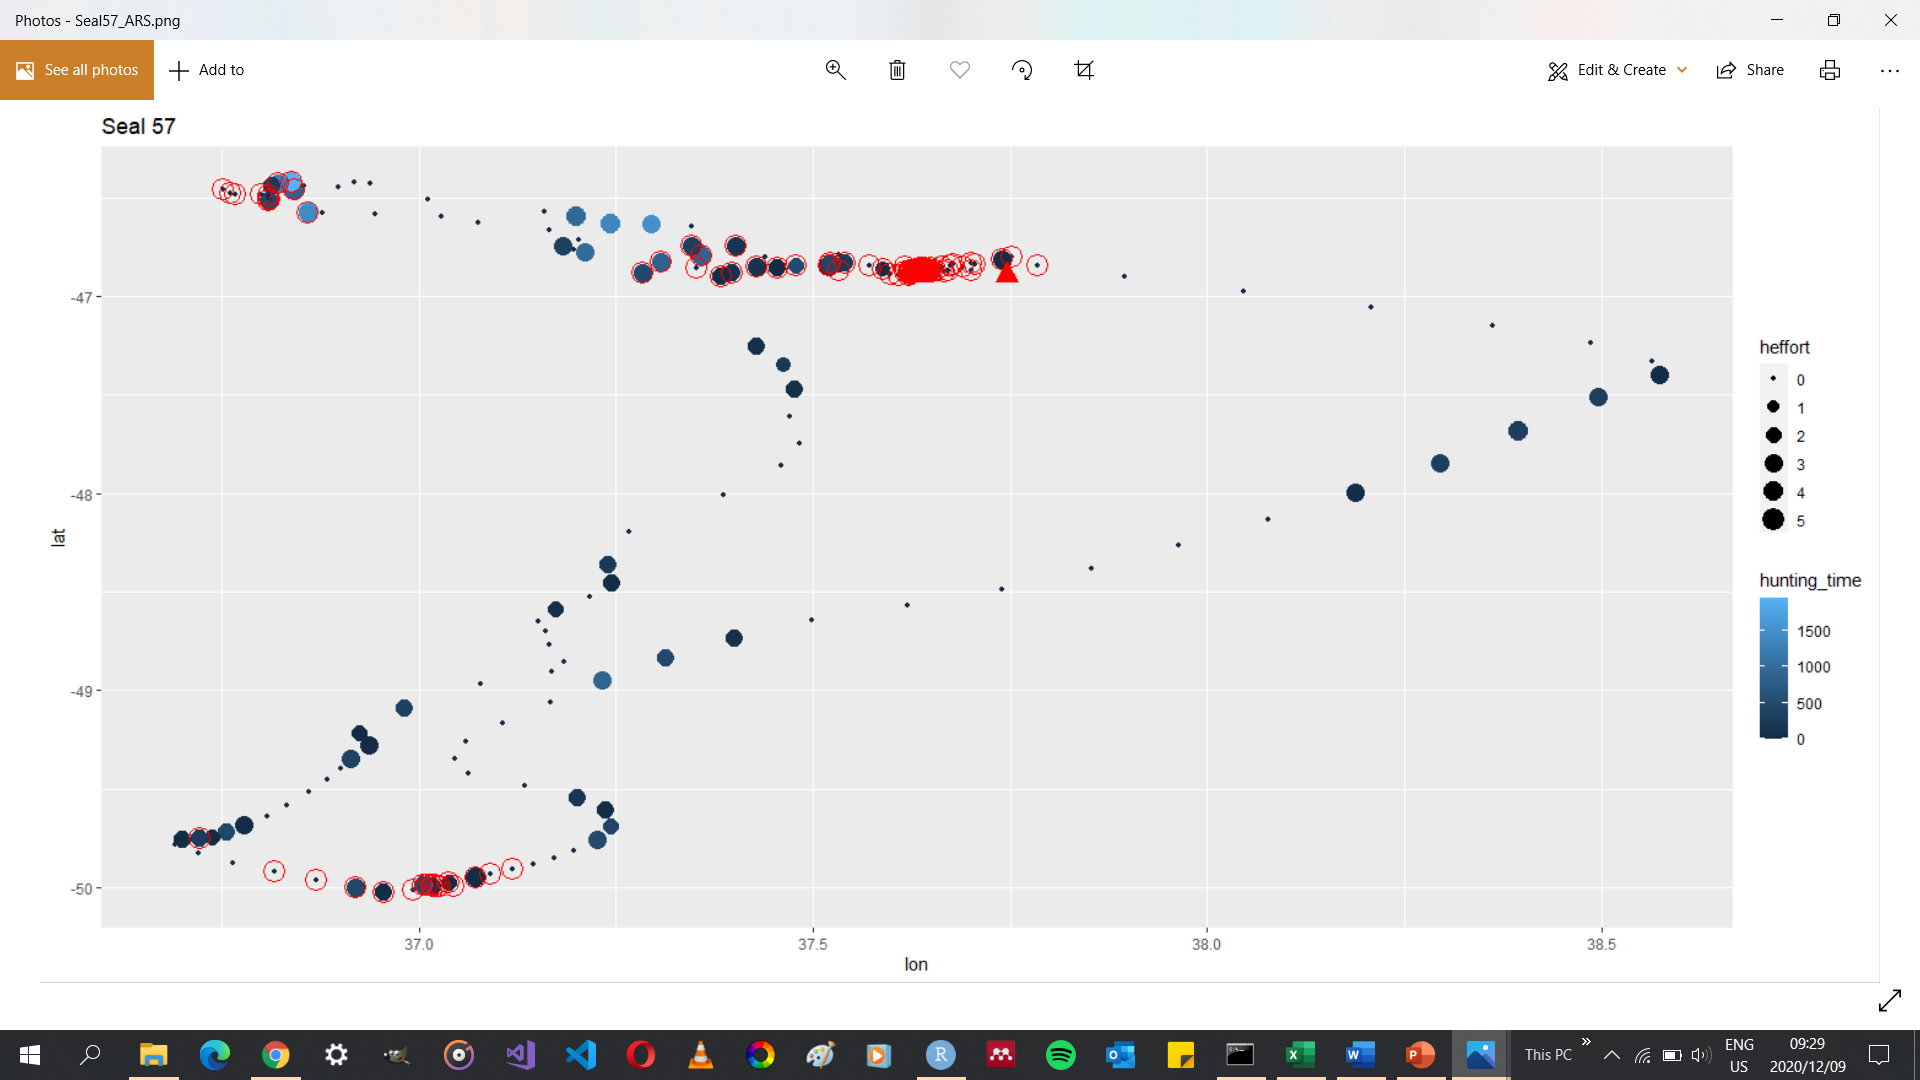 Photos - Seal57_ARS.png
See all photos
Add to
Edit & Create
Share
Seal 57
-47
-48
-49
-50
lat
37.0
37.5
38.0
38.5
lon
heffort
0
1
2
3
4
5
hunting_time
1500
1000
500
0
This PC
ENG
US
09:29
2020/12/09